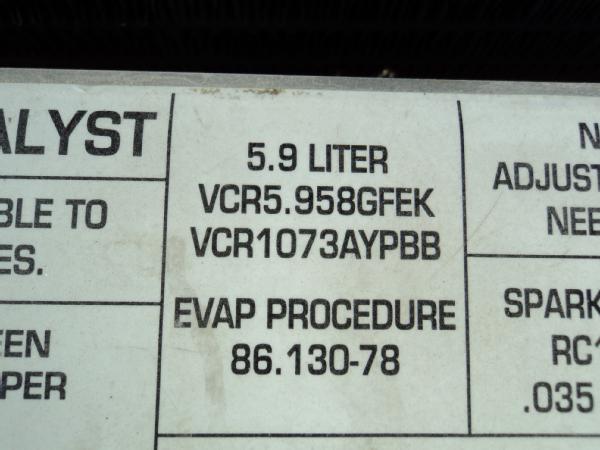 ALYST
BLE TO
ES.
EEN
PER
5.9 LITER
VCR5.958GFEK
VCR1073AYPBB
EVAP PROCEDURE
86.130-78
N
ADJUST
NEE
SPARK
RC1
.035